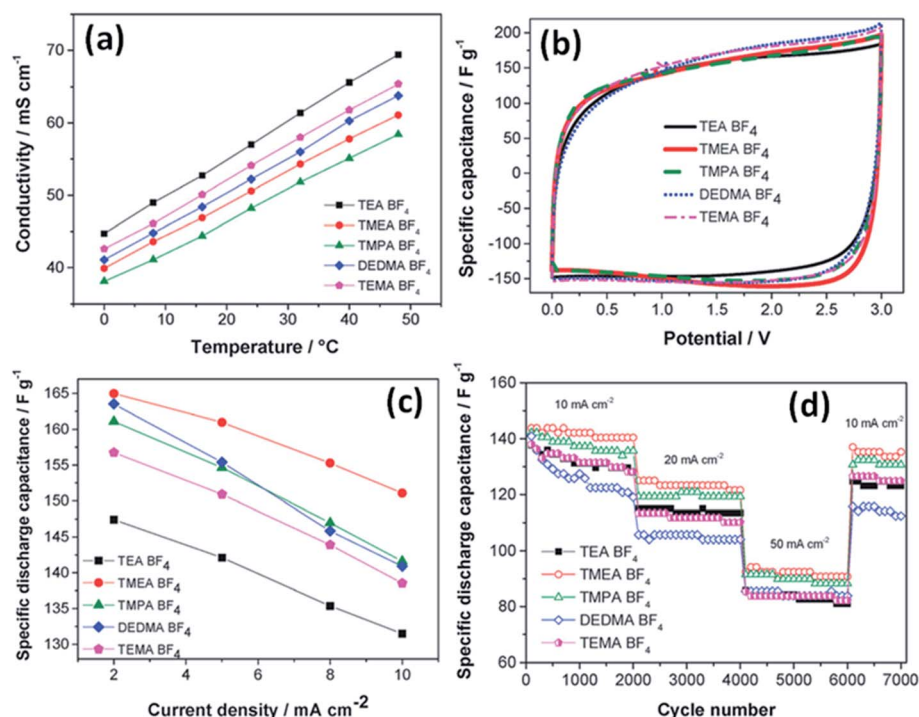 (a)
Conductivity / mS cm⁻¹
70
60
50
40
TEA BF₄
TMEA BF₄
TMPA BF₄
DEDMA BF₄
TEMA BF₄
0 10 20 30 40 50
Temperature / °C
(b)
Specific capacitance / F g⁻¹
200
150
100
50
0
-50
-100
-150
-200
TEA BF₄
TMEA BF₄
TMPA BF₄
DEDMA BF₄
TEMA BF₄
0.0 0.5 1.0 1.5 2.0 2.5 3.0
Potential / V
(c)
Specific discharge capacitance / F g⁻¹
165
160
155
150
145
140
135
130
TEA BF₄
TMEA BF₄
TMPA BF₄
DEDMA BF₄
TEMA BF₄
2 4 6 8 10
Current density / mA cm⁻²
(d)
Specific discharge capacitance / F g⁻¹
160
140
120
100
80
60
10 mA cm⁻²
20 mA cm⁻²
50 mA cm⁻²
10 mA cm⁻²
TEA BF₄
TMEA BF₄
TMPA BF₄
DEDMA BF₄
TEMA BF₄
0 1000 2000 3000 4000 5000 6000 7000
Cycle number